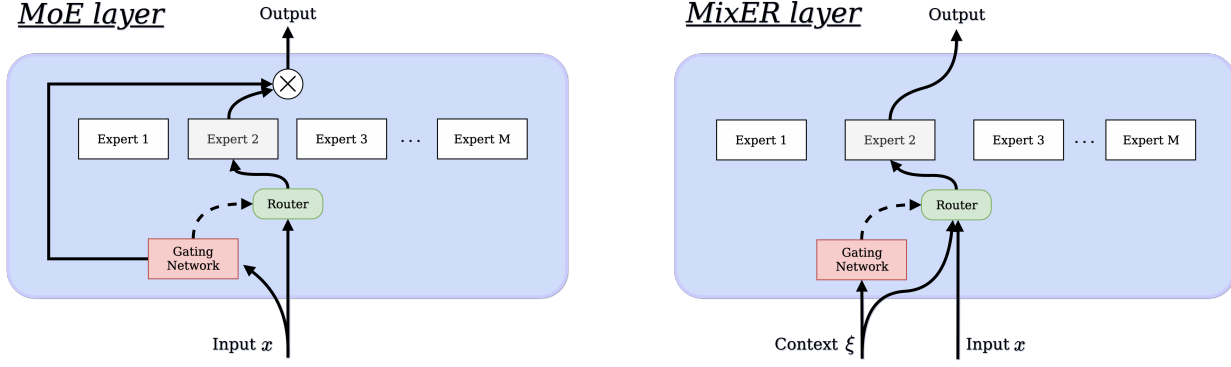 MoE layer
Output
Expert 1
Expert 2
Expert 3
...
Expert M
Router
Gating
Network
Input x
MixER layer
Output
Expert 1
Expert 2
Expert 3
...
Expert M
Router
Gating
Network
Context ξ
Input x